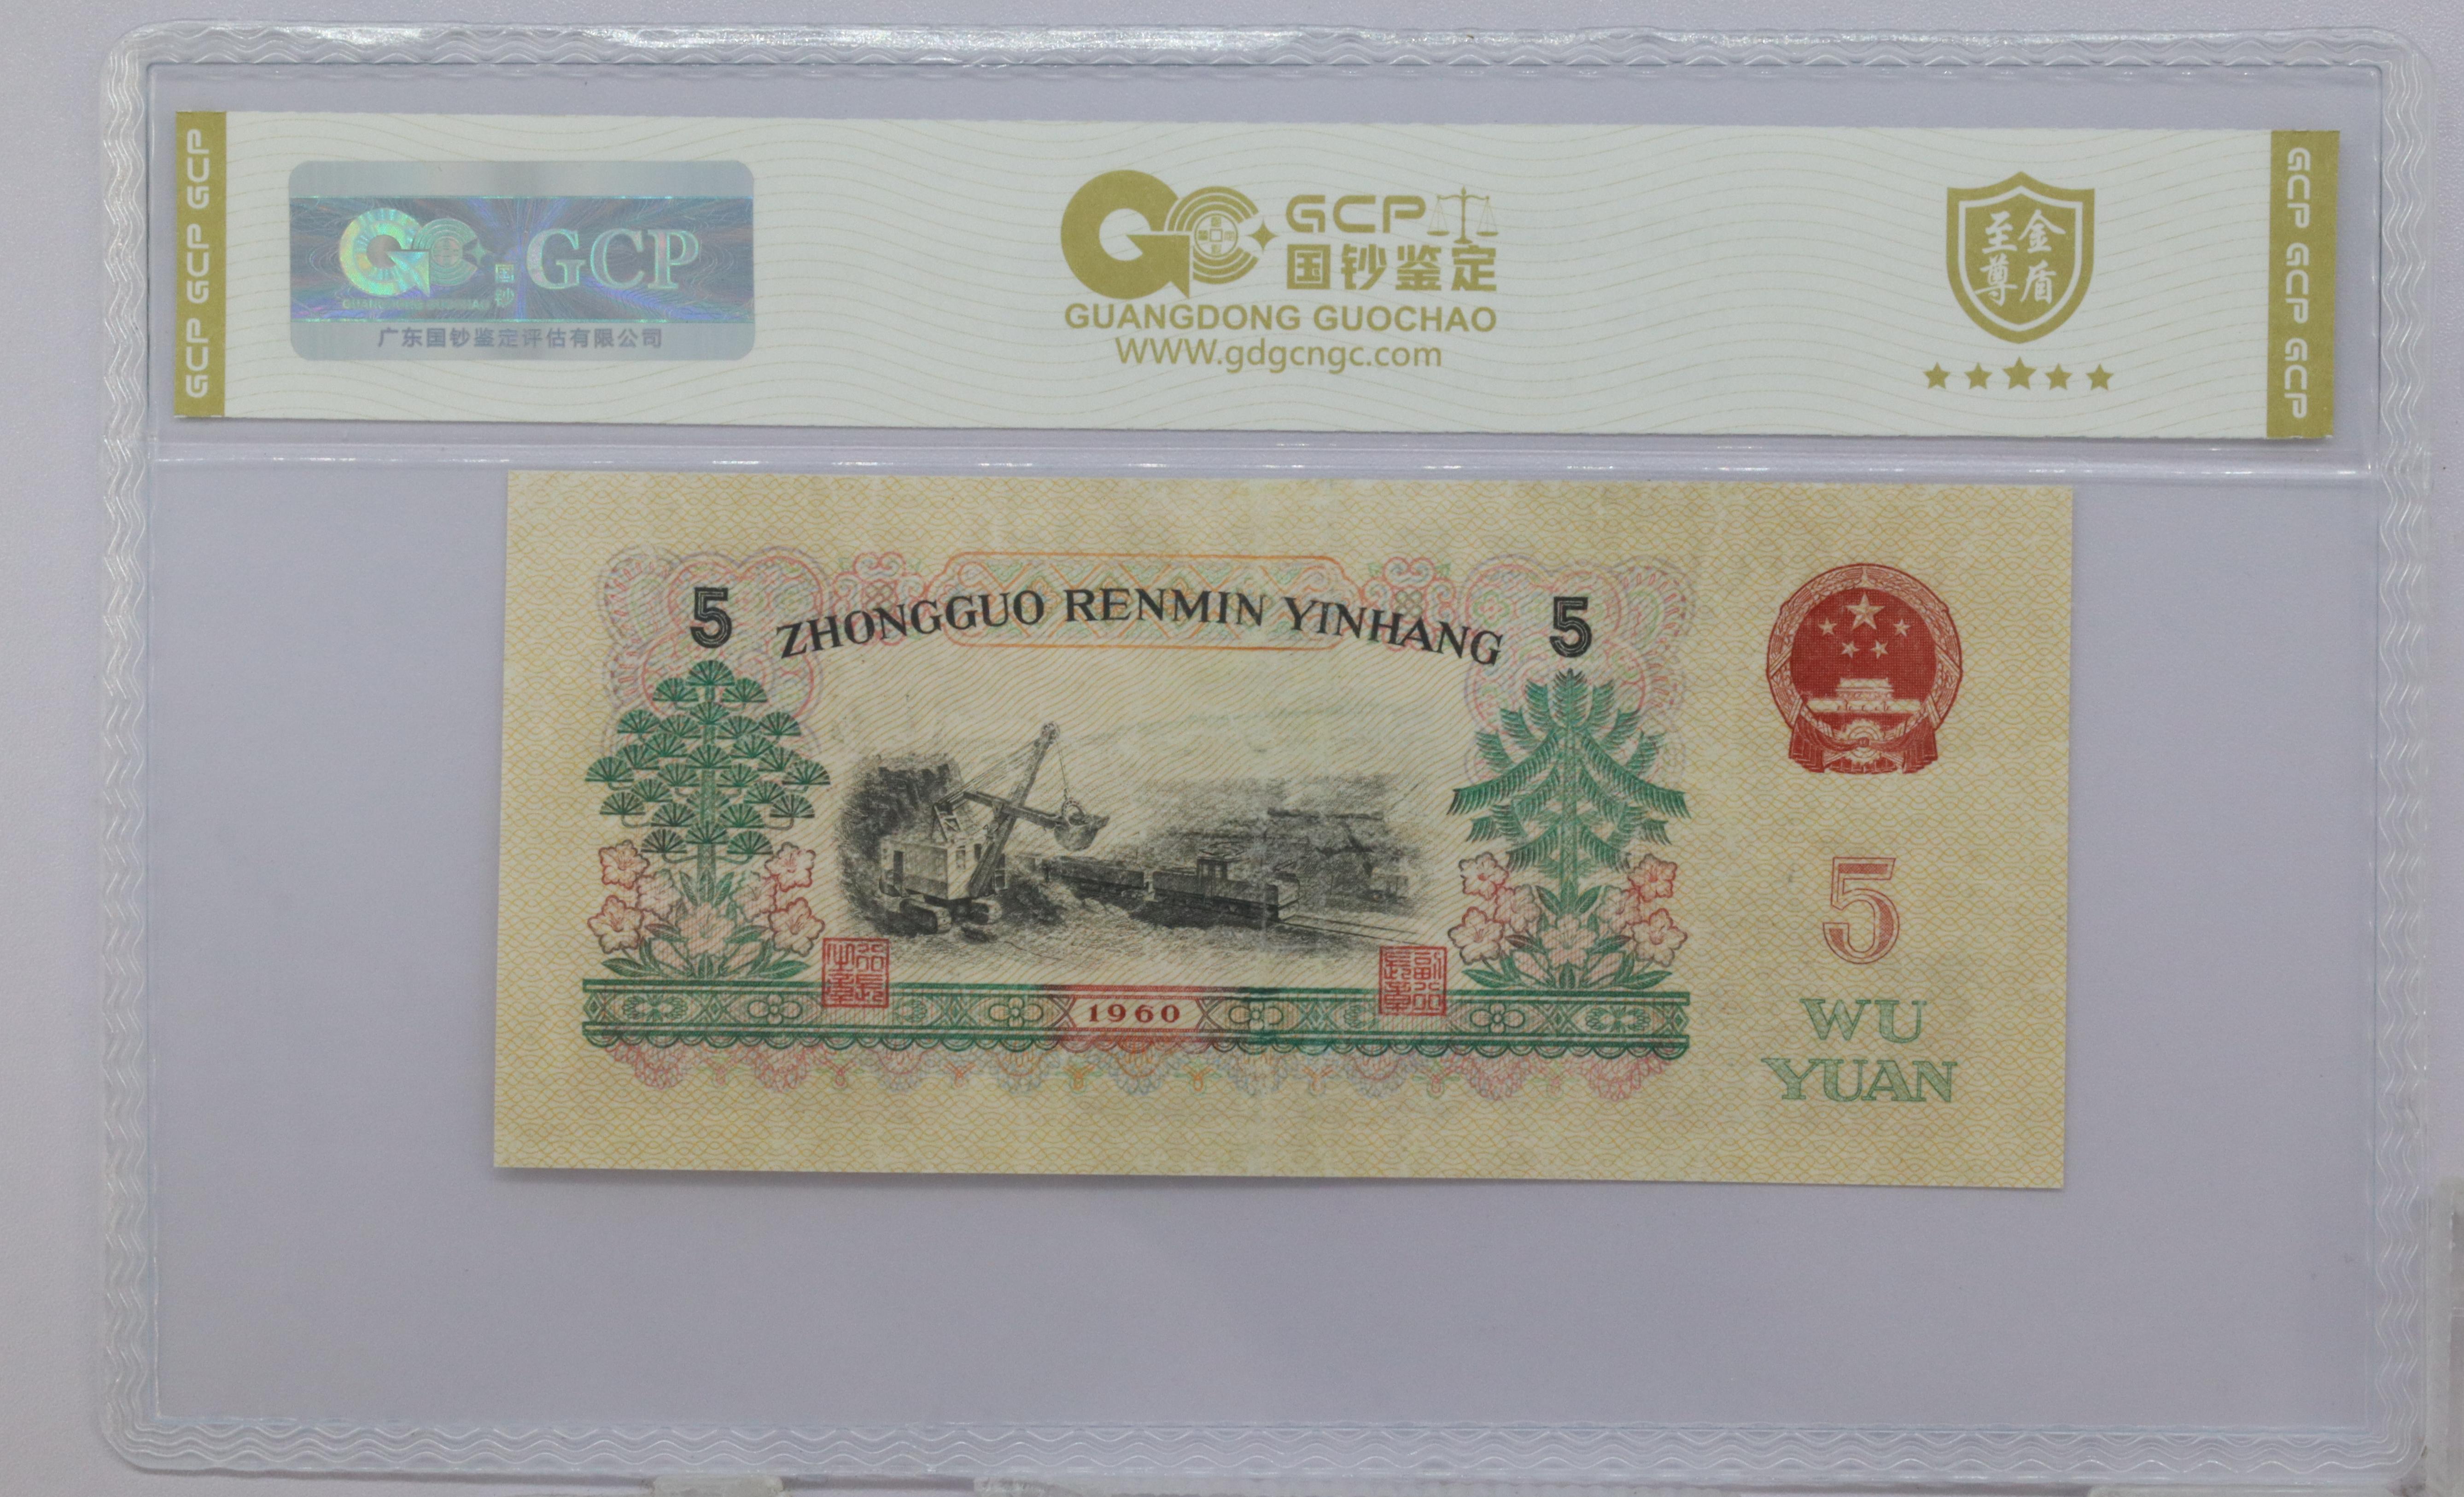 GCP GCP GCP
GCP
国钞
GUANGDONG GUOCHAO
广东国钞鉴定评估有限公司
GCP
国钞鉴定
GUANGDONG GUOCHAO
WWW.gdgcngc.com
至尊金盾
GCP GCP GCP
5 ZHONGGUO RENMIN YINHANG 5
1960
5
WU
YUAN